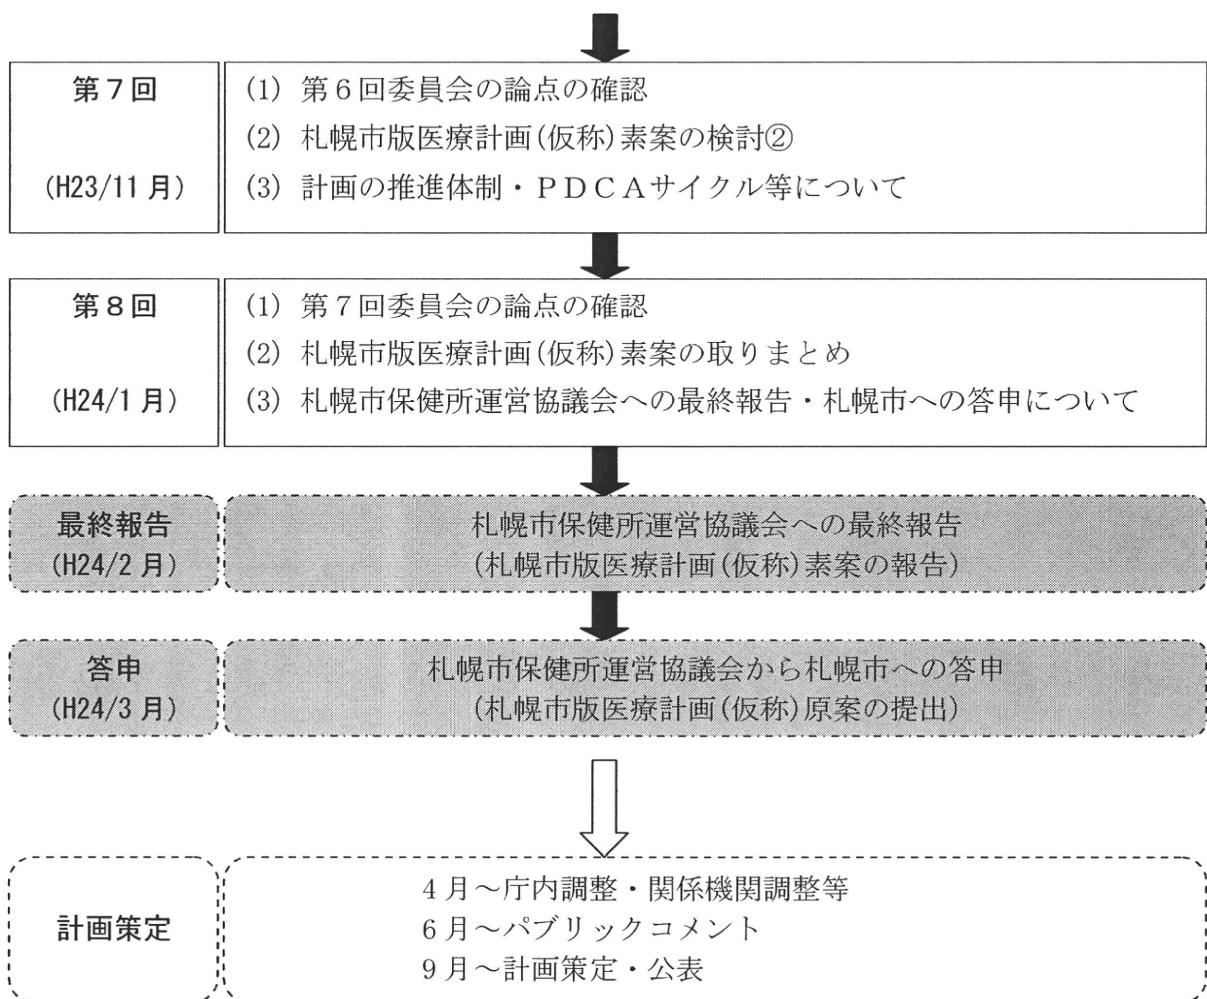 第7回
(H23/11月)
(1) 第6回委員会の論点の確認
(2) 札幌市版医療計画(仮称)素案の検討②
(3) 計画の推進体制・PDCAサイクル等について
第8回
(H24/1月)
(1) 第7回委員会の論点の確認
(2) 札幌市版医療計画(仮称)素案の取りまとめ
(3) 札幌市保健所運営協議会への最終報告・札幌市への答申について
最終報告
(H24/2月)
札幌市保健所運営協議会への最終報告
(札幌市版医療計画(仮称)素案の報告)
答申
(H24/3月)
札幌市保健所運営協議会から札幌市への答申
(札幌市版医療計画(仮称)原案の提出)
計画策定
4月~庁内調整・関係機関調整等
6月~パブリックコメント
9月~計画策定・公表